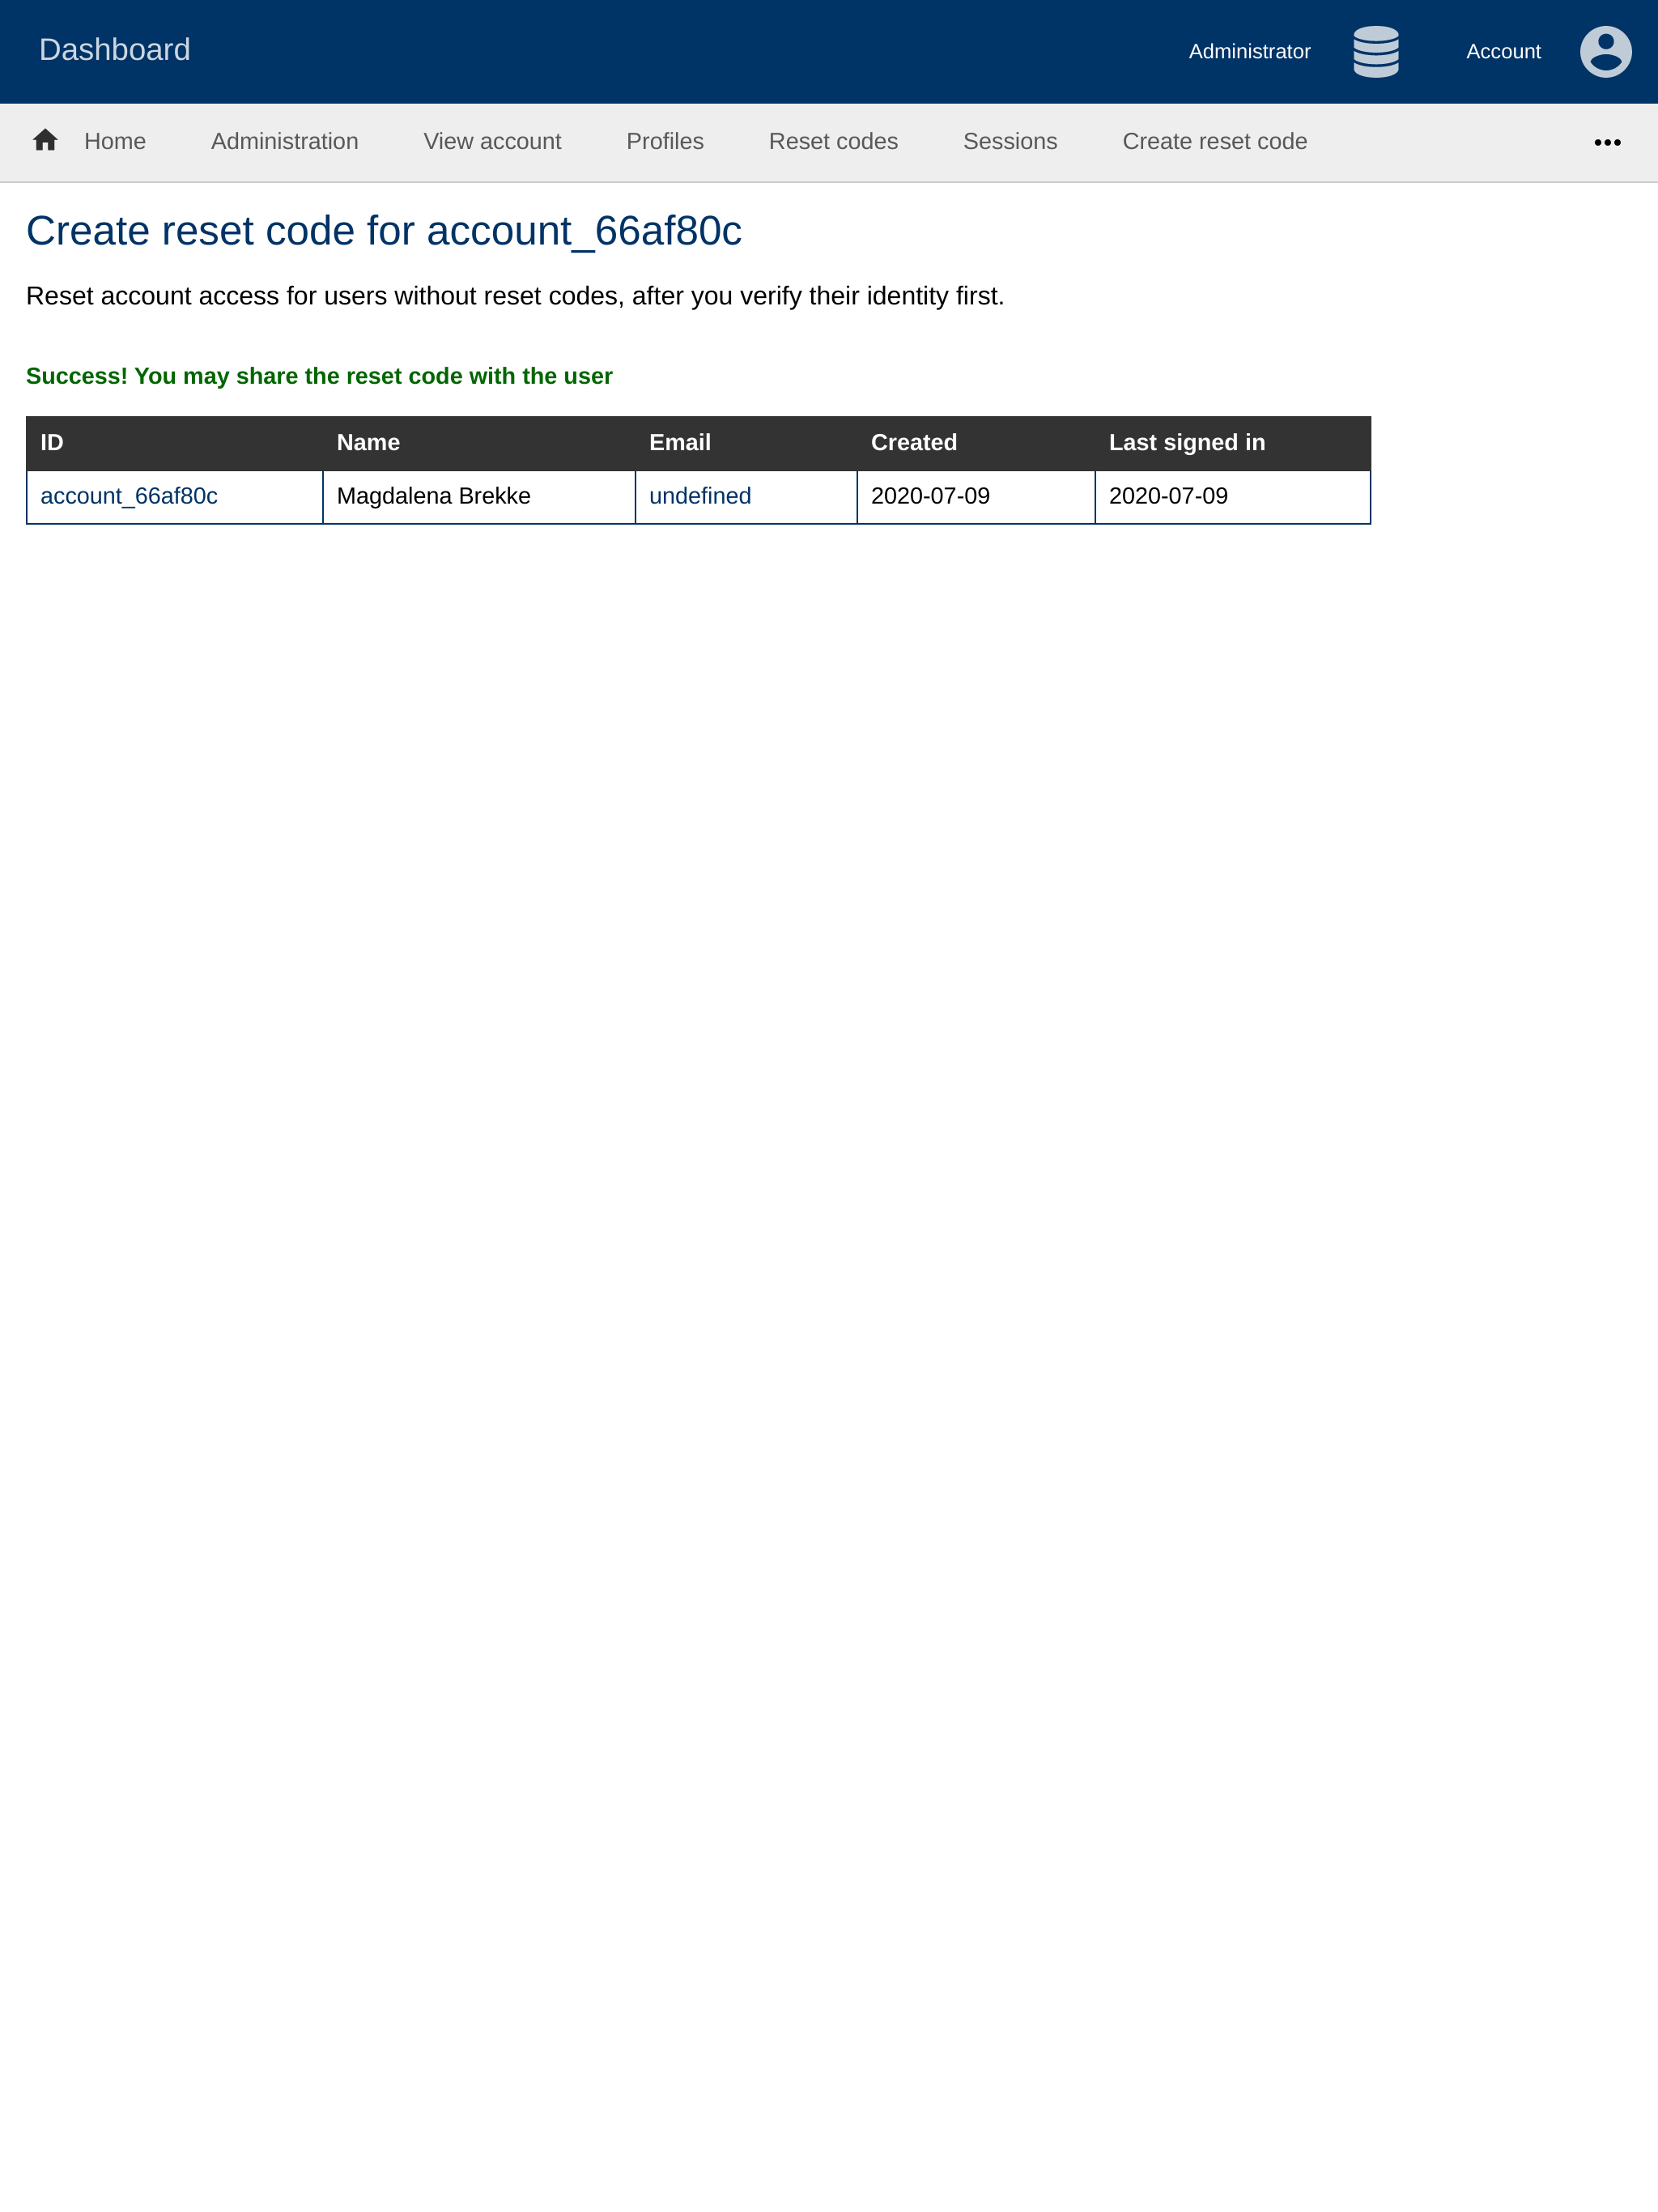 Dashboard Administrator Account
Home Administration View account Profiles Reset codes Sessions Create reset code •••
Create reset code for account_66af80c
Reset account access for users without reset codes, after you verify their identity first.
Success! You may share the reset code with the user
ID Name Email Created Last signed in
account_66af80c Magdalena Brekke undefined 2020-07-09 2020-07-09